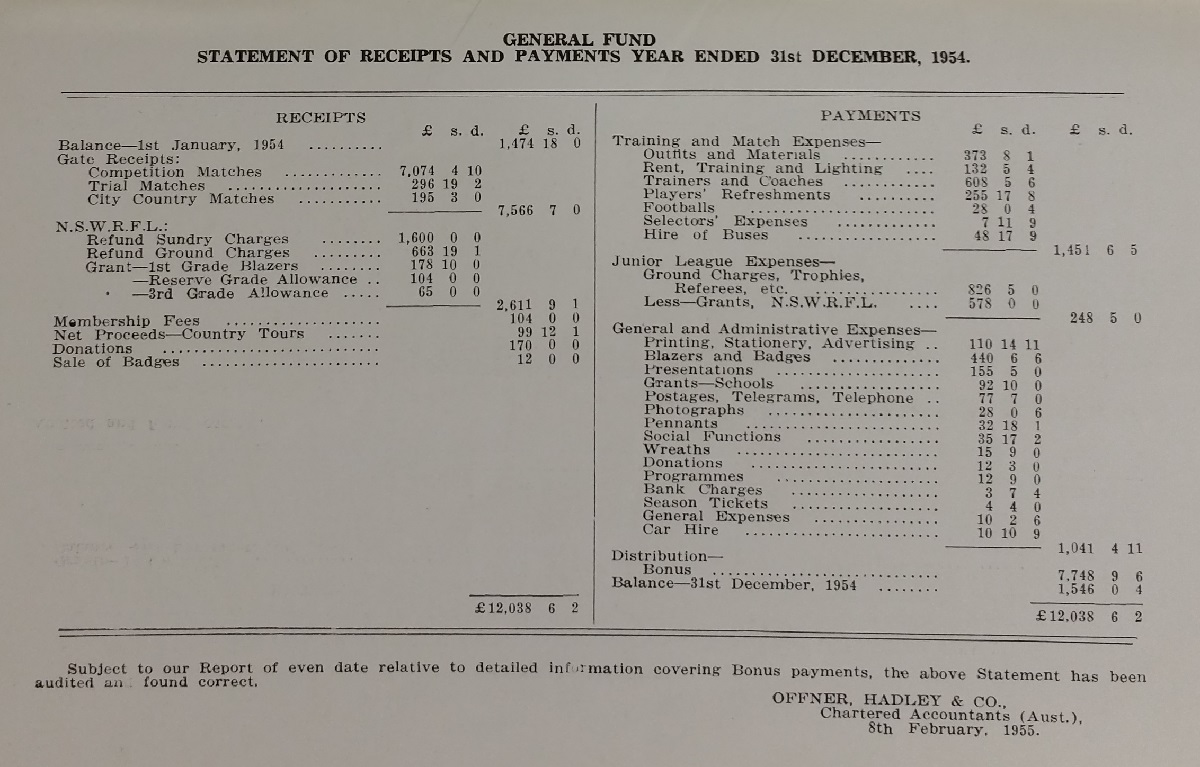 GENERAL FUND
STATEMENT OF RECEIPTS AND PAYMENTS YEAR ENDED 31st DECEMBER, 1954.
RECEIPTS
£ s. d. £ s. d.
Balance—1st January, 1954 .......... 1,474 18 0
Gate Receipts:
Competition Matches ............ 7,074 4 10
Trial Matches ................... 296 19 2
City Country Matches ........... 195 3 0
7,566 7 0
N.S.W.R.F.L.:
Refund Sundry Charges ........ 1,600 0 0
Refund Ground Charges ......... 663 19 1
Grant—1st Grade Blazers ........ 178 10 0
—Reserve Grade Allowance .. 104 0 0
—3rd Grade Allowance ..... 65 0 0
2,611 9 1
Membership Fees ................... 104 0 0
Net Proceeds—Country Tours ....... 99 12 1
Donations ........................... 170 0 0
Sale of Badges ...................... 12 0 0
£12,038 6 2
PAYMENTS
£ s. d. £ s. d.
Training and Match Expenses—
Outfits and Materials ............ 373 8 1
Rent, Training and Lighting .... 132 5 4
Trainers and Coaches ............ 608 5 6
Players' Refreshments .......... 255 17 8
Footballs ........................ 28 0 4
Selectors' Expenses ............. 7 11 9
Hire of Buses .................. 48 17 9
1,451 6 5
Junior League Expenses—
Ground Charges, Trophies,
Referees, etc. ................ 826 5 0
Less—Grants, N.S.W.R.F.L. .... 578 0 0
248 5 0
General and Administrative Expenses—
Printing, Stationery, Advertising .. 110 14 11
Blazers and Badges .............. 440 6 6
Presentations ..................... 155 5 0
Grants—Schools .................. 92 10 0
Postages, Telegrams, Telephone .. 77 7 0
Photographs ...................... 28 0 6
Pennants ......................... 32 18 1
Social Functions ................. 35 17 2
Wreaths .......................... 15 9 0
Donations ........................ 12 3 0
Programmes ..................... 12 9 0
Bank Charges ................... 3 7 4
Season Tickets ................... 4 4 0
General Expenses ................ 10 2 6
Car Hire ......................... 10 10 9
1,041 4 11
Distribution—
Bonus ............................. 7,748 9 6
Balance—31st December, 1954 ........ 1,546 0 4
£12,038 6 2
Subject to our Report of even date relative to detailed information covering Bonus payments, the above Statement has been
audited an found correct.
OFFNER, HADLEY & CO.,
Chartered Accountants (Aust.),
8th February, 1955.